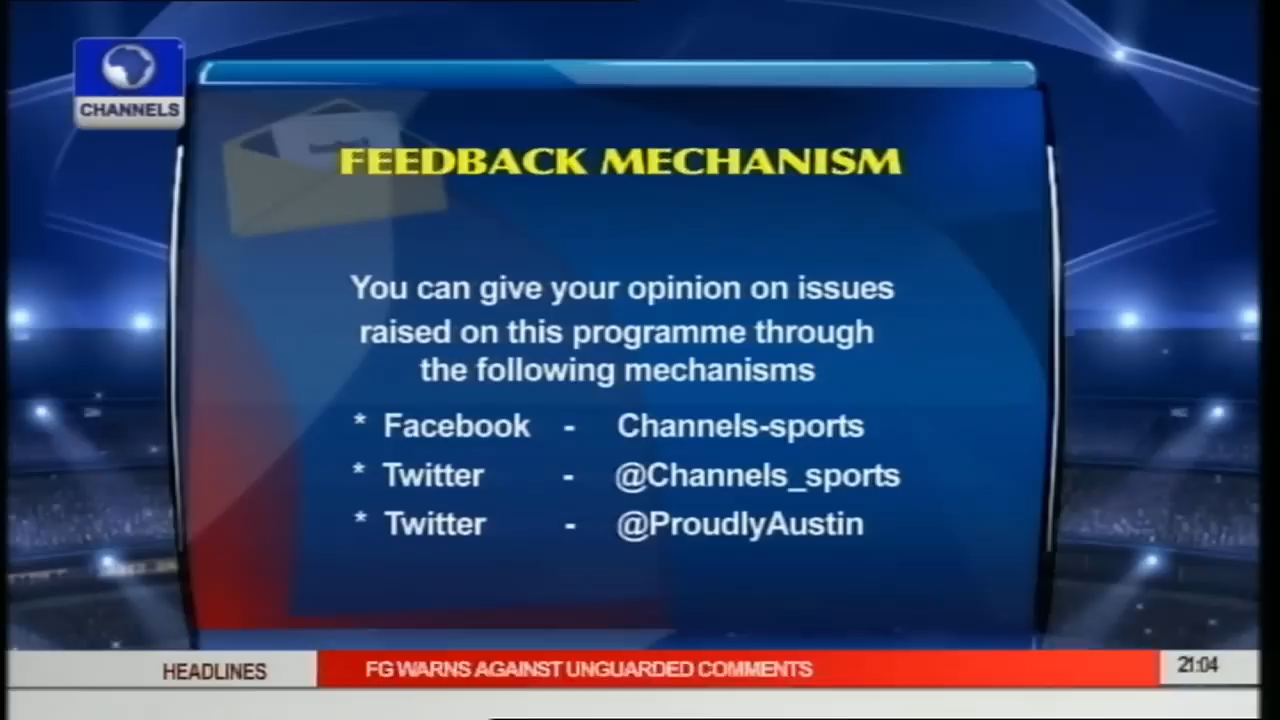 CHANNELS
FEEDBACK MECHANISM
You can give your opinion on issues
raised on this programme through
the following mechanisms
* Facebook - Channels-sports
* Twitter - @Channels_sports
* Twitter - @ProudlyAustin
HEADLINES FG WARNS AGAINST UNGUARDED COMMENTS 21:04